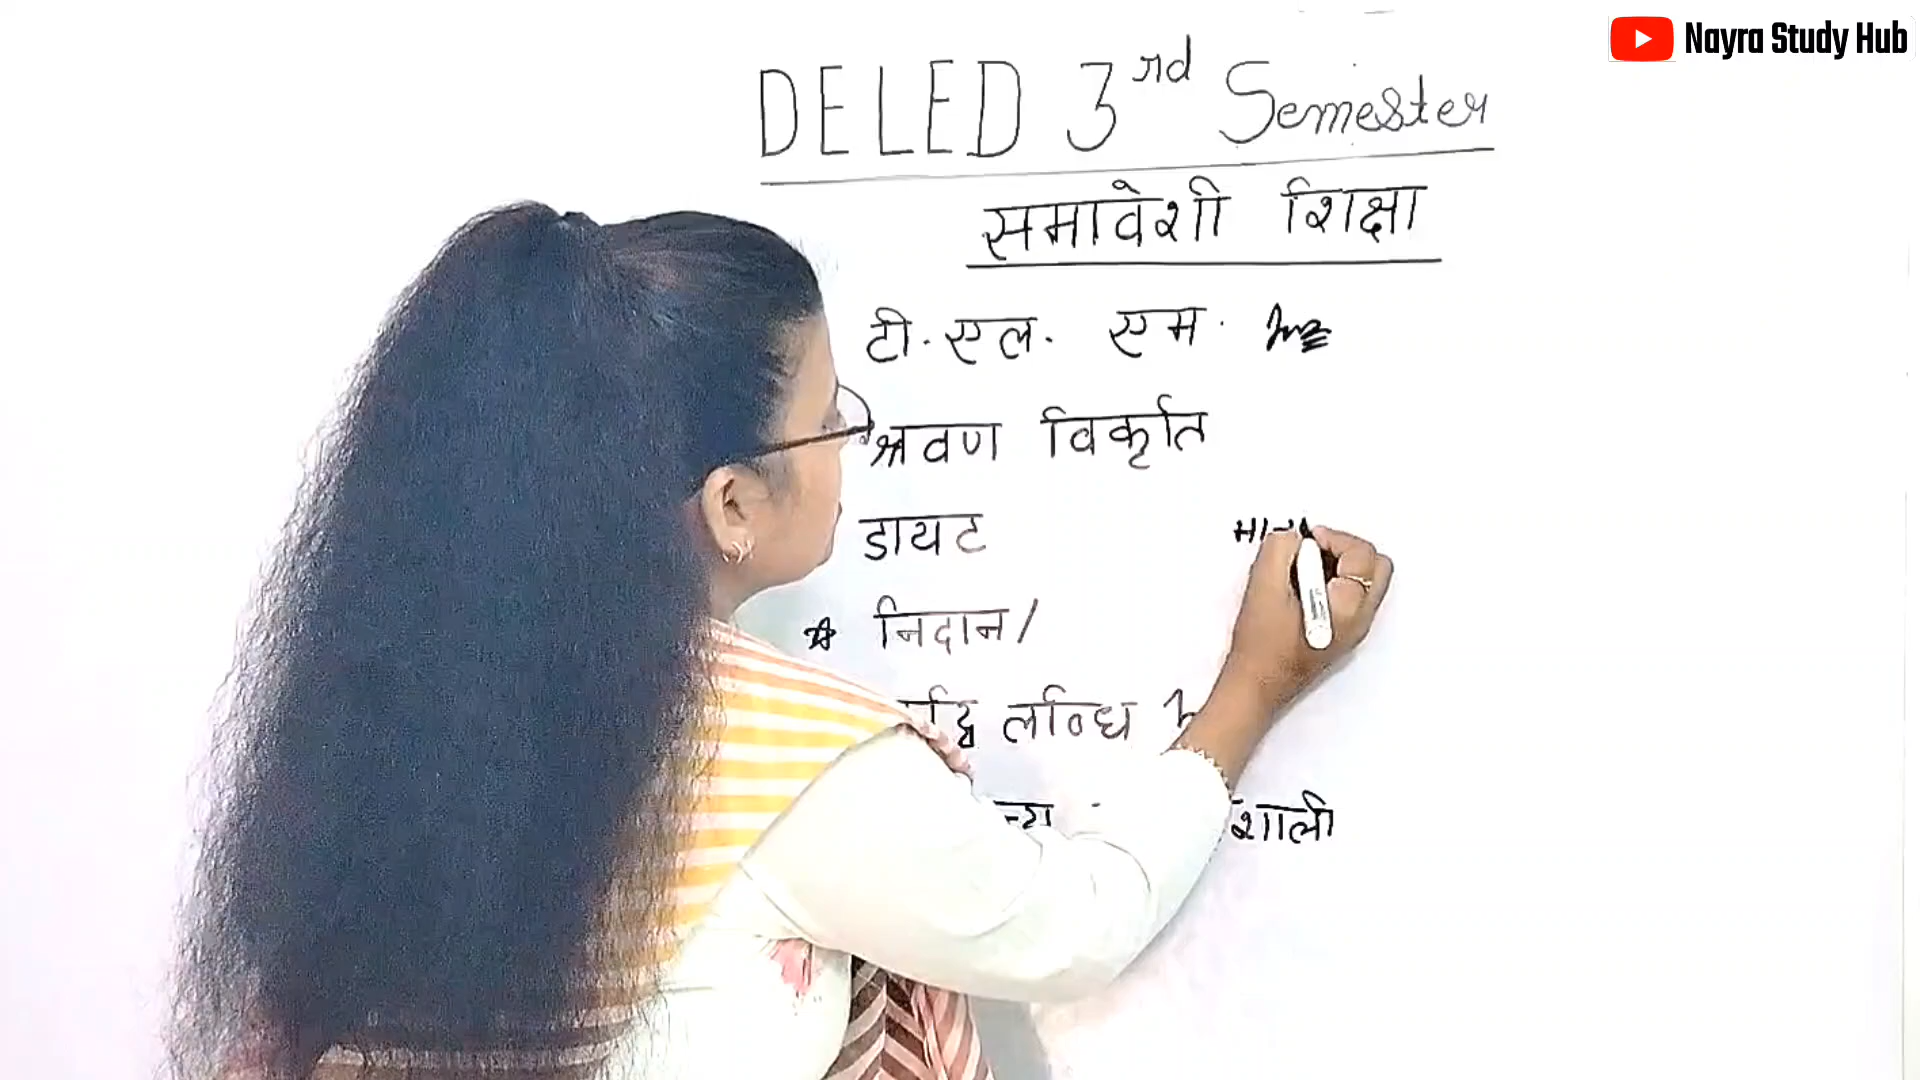 Nayra Study Hub
DELED 3rd Semester
समावेशी शिक्षा
टी. एल. एम.
श्रवण विकृति
डायट
निदान/
लब्धि
शाली